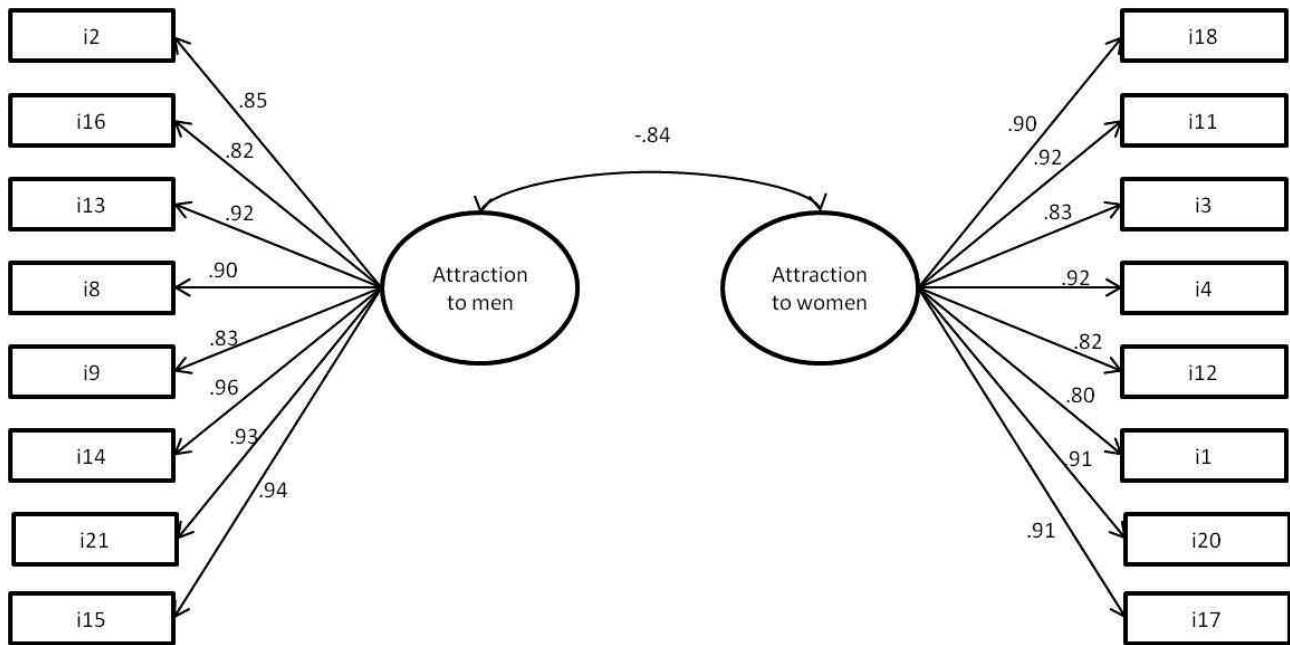 i2
i18
.85
i16
i11
.90
-.84
.82
.92
i13
i3
.92
.83
i8
i4
.90
.92
Attraction
to men
Attraction
to women
i9
i12
.83
.82
.96
.80
i14
i1
.93
.91
.94
.91
i21
i20
i15
i17